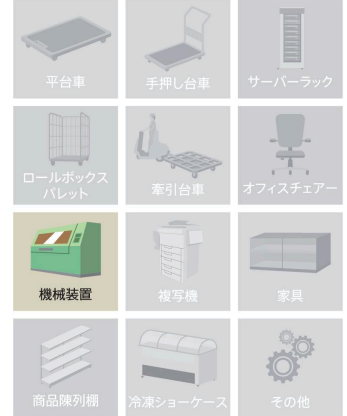 平台車
手押し台車
サーバーラック
ロールボックス
パレット
牽引台車
オフィスチェアー
機械装置
複写機
家具
商品陳列棚
冷凍ショーケース
その他